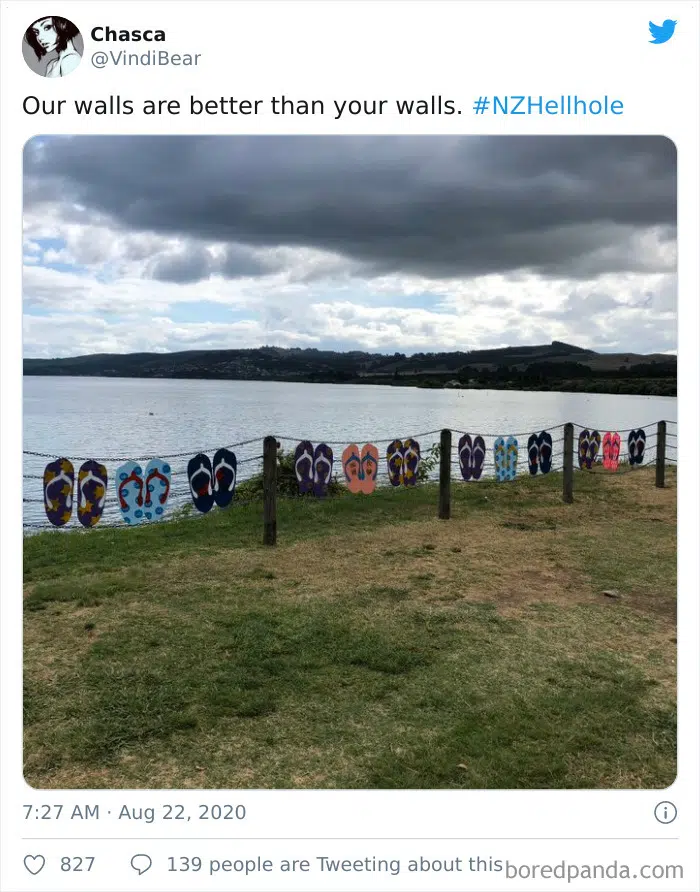 Chasca
@VindiBear
Our walls are better than your walls. #NZHellhole
7:27 AM · Aug 22, 2020
827 139 people are Tweeting about this
boredpanda.com